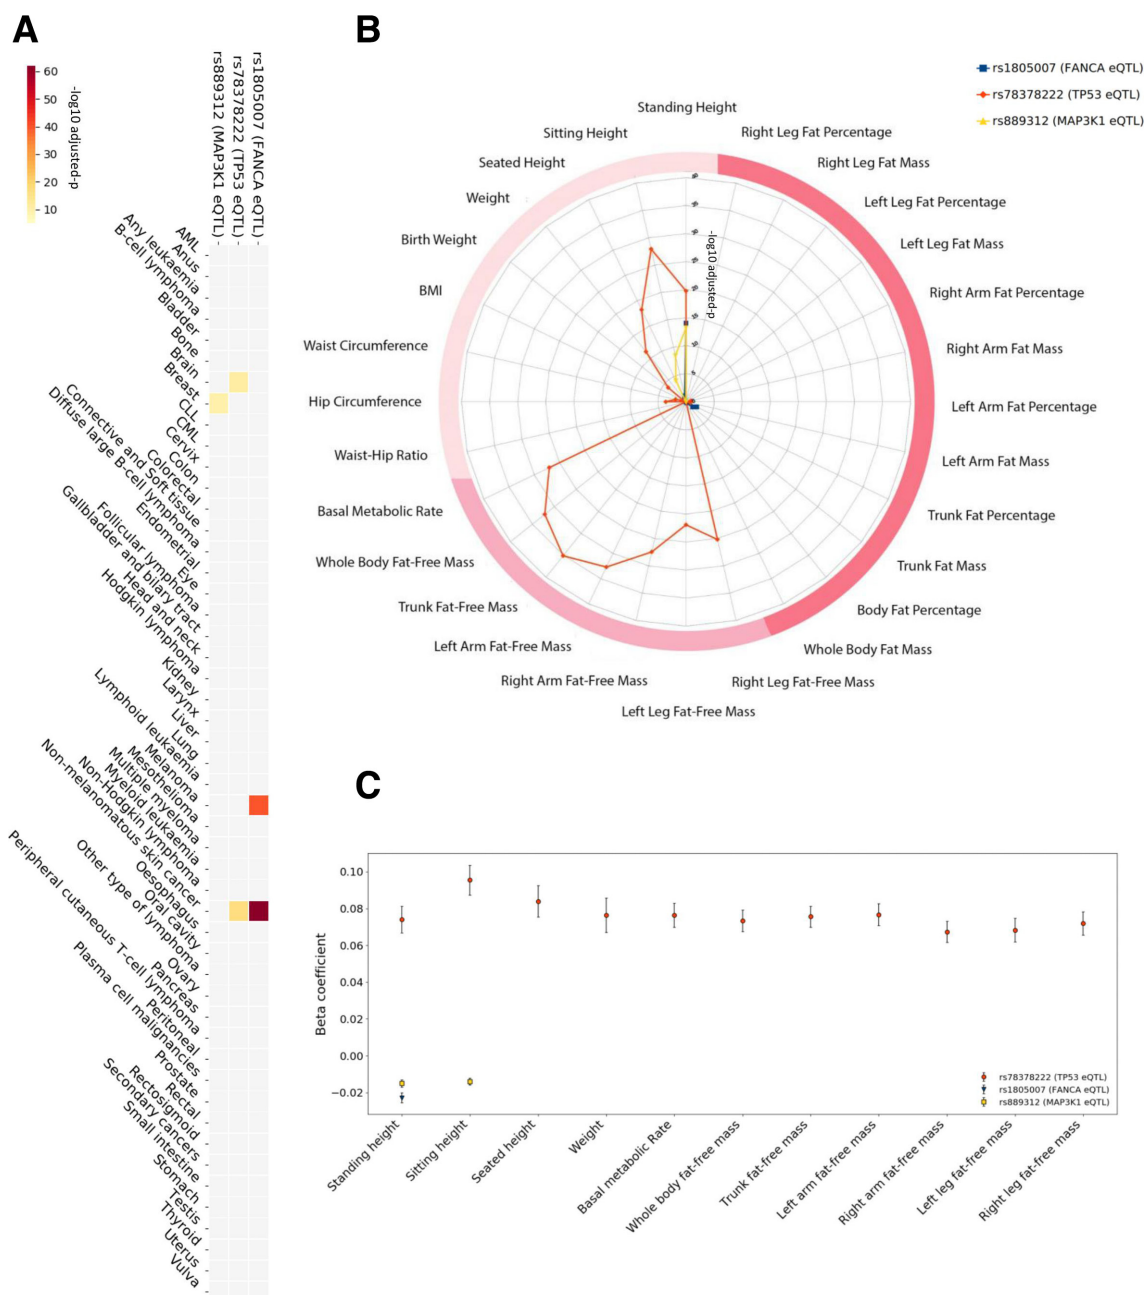 A
60
50
40
30
20
10
-log10 adjusted-p
rs889312 (MAP3K1 eQTL)
rs78378222 (TP53 eQTL)
rs1805007 (FANCA eQTL)
AML
Anus
Any leukaemia
B-cell lymphoma
Bladder
Bone
Brain
Breast
CLL
CML
Cervix
Colon
Colorectal
Connective and Soft tissue
Diffuse large B-cell lymphoma
Endometrial
Eye
Follicular lymphoma
Gallbladder and biliary tract
Head and neck
Hodgkin lymphoma
Kidney
Larynx
Liver
Lung
Lymphoid leukaemia
Melanoma
Mesothelioma
Multiple myeloma
Myeloid leukaemia
Non-Hodgkin lymphoma
Non-melanomatous skin cancer
Oesophagus
Oral cavity
Other type of lymphoma
Ovary
Pancreas
Peripheral cutaneous T-cell lymphoma
Peritoneal
Plasma cell malignancies
Prostate
Rectal
Rectosigmoid
Secondary cancers
Small intestine
Stomach
Testis
Thyroid
Uterus
Vulva
B
rs1805007 (FANCA eQTL)
rs78378222 (TP53 eQTL)
rs889312 (MAP3K1 eQTL)
Standing Height
Right Leg Fat Percentage
Right Leg Fat Mass
Left Leg Fat Percentage
Left Leg Fat Mass
Right Arm Fat Percentage
Right Arm Fat Mass
Left Arm Fat Percentage
Left Arm Fat Mass
Trunk Fat Percentage
Trunk Fat Mass
Body Fat Percentage
Whole Body Fat Mass
Right Leg Fat-Free Mass
Left Leg Fat-Free Mass
Right Arm Fat-Free Mass
Left Arm Fat-Free Mass
Trunk Fat-Free Mass
Whole Body Fat-Free Mass
Basal Metabolic Rate
Waist-Hip Ratio
Hip Circumference
Waist Circumference
BMI
Birth Weight
Weight
Seated Height
Sitting Height
-log10 adjusted-p
C
Beta coefficient
0.10
0.08
0.06
0.04
0.02
0.00
−0.02
rs78378222 (TP53 eQTL)
rs1805007 (FANCA eQTL)
rs889312 (MAP3K1 eQTL)
Standing height
Sitting height
Seated height
Weight
Basal metabolic Rate
Whole body fat-free mass
Trunk fat-free mass
Left arm fat-free mass
Right arm fat-free mass
Left leg fat-free mass
Right leg fat-free mass